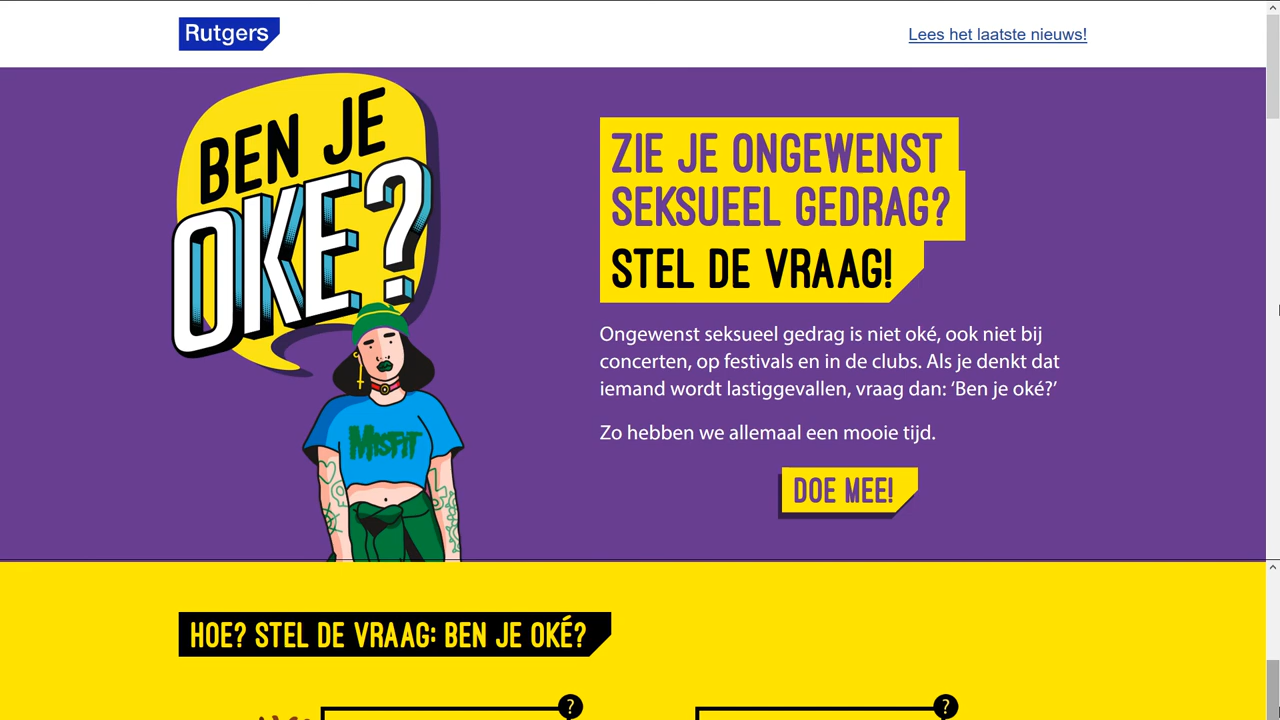 Rutgers
Lees het laatste nieuws!
BEN JE
OKE?
MISFIT
ZIE JE ONGEWENST
SEKSUEEL GEDRAG?
STEL DE VRAAG!
Ongewenst seksueel gedrag is niet oké, ook niet bij
concerten, op festivals en in de clubs. Als je denkt dat
iemand wordt lastiggevallen, vraag dan: ‘Ben je oké?’
Zo hebben we allemaal een mooie tijd.
DOE MEE!
HOE? STEL DE VRAAG: BEN JE OKÉ?
? ?